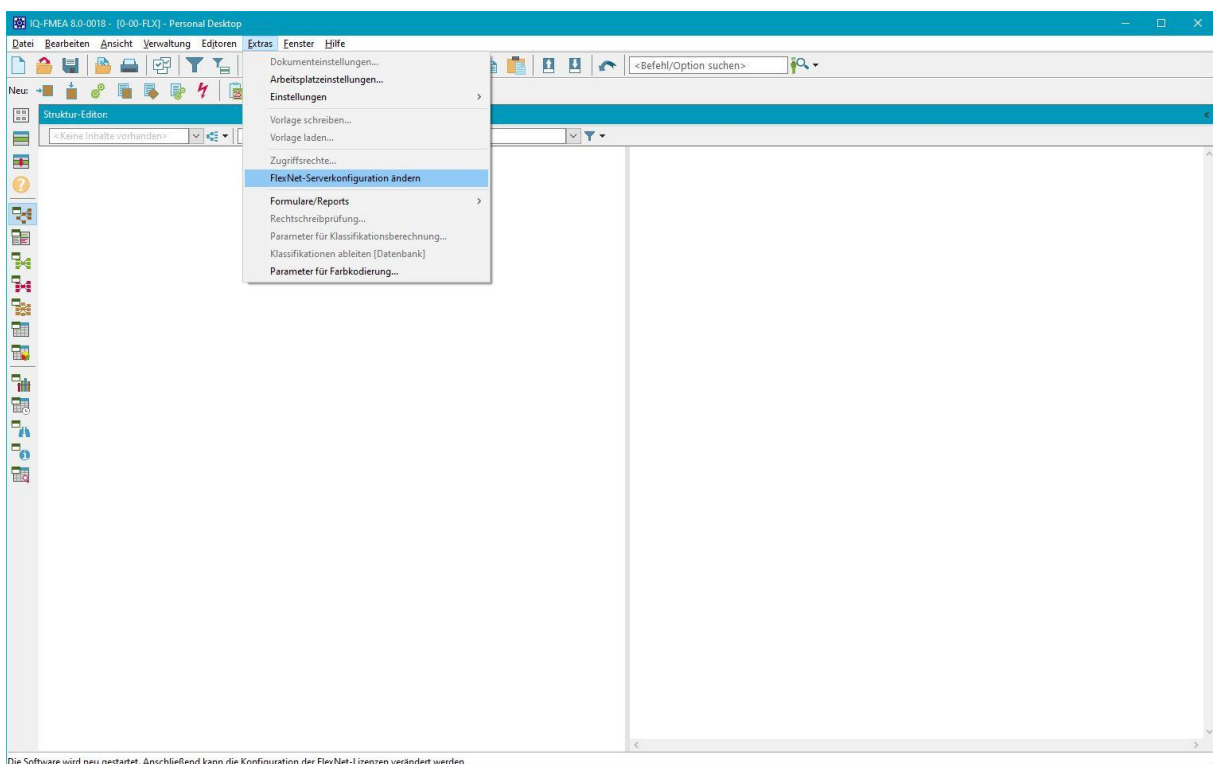 IQ-FMEA 8.0-0018 - [0-00-FLX] - Personal Desktop
Datei Bearbeiten Ansicht Verwaltung Editoren Extras Fenster Hilfe
<Befehl/Option suchen>
Neu:
Struktur-Editor:
<Keine Inhalte vorhanden>
Dokumenteinstellungen...
Arbeitsplatzeinstellungen...
Einstellungen
Vorlage schreiben...
Vorlage laden...
Zugriffsrechte...
FlexNet-Serverkonfiguration ändern
Formulare/Reports
Rechtschreibprüfung...
Parameter für Klassifikationsberechnung...
Klassifikationen ableiten [Datenbank]
Parameter für Farbkodierung...
Die Software wird neu gestartet. Anschließend kann die Konfiguration der FlexNet-Lizenzen verändert werden.